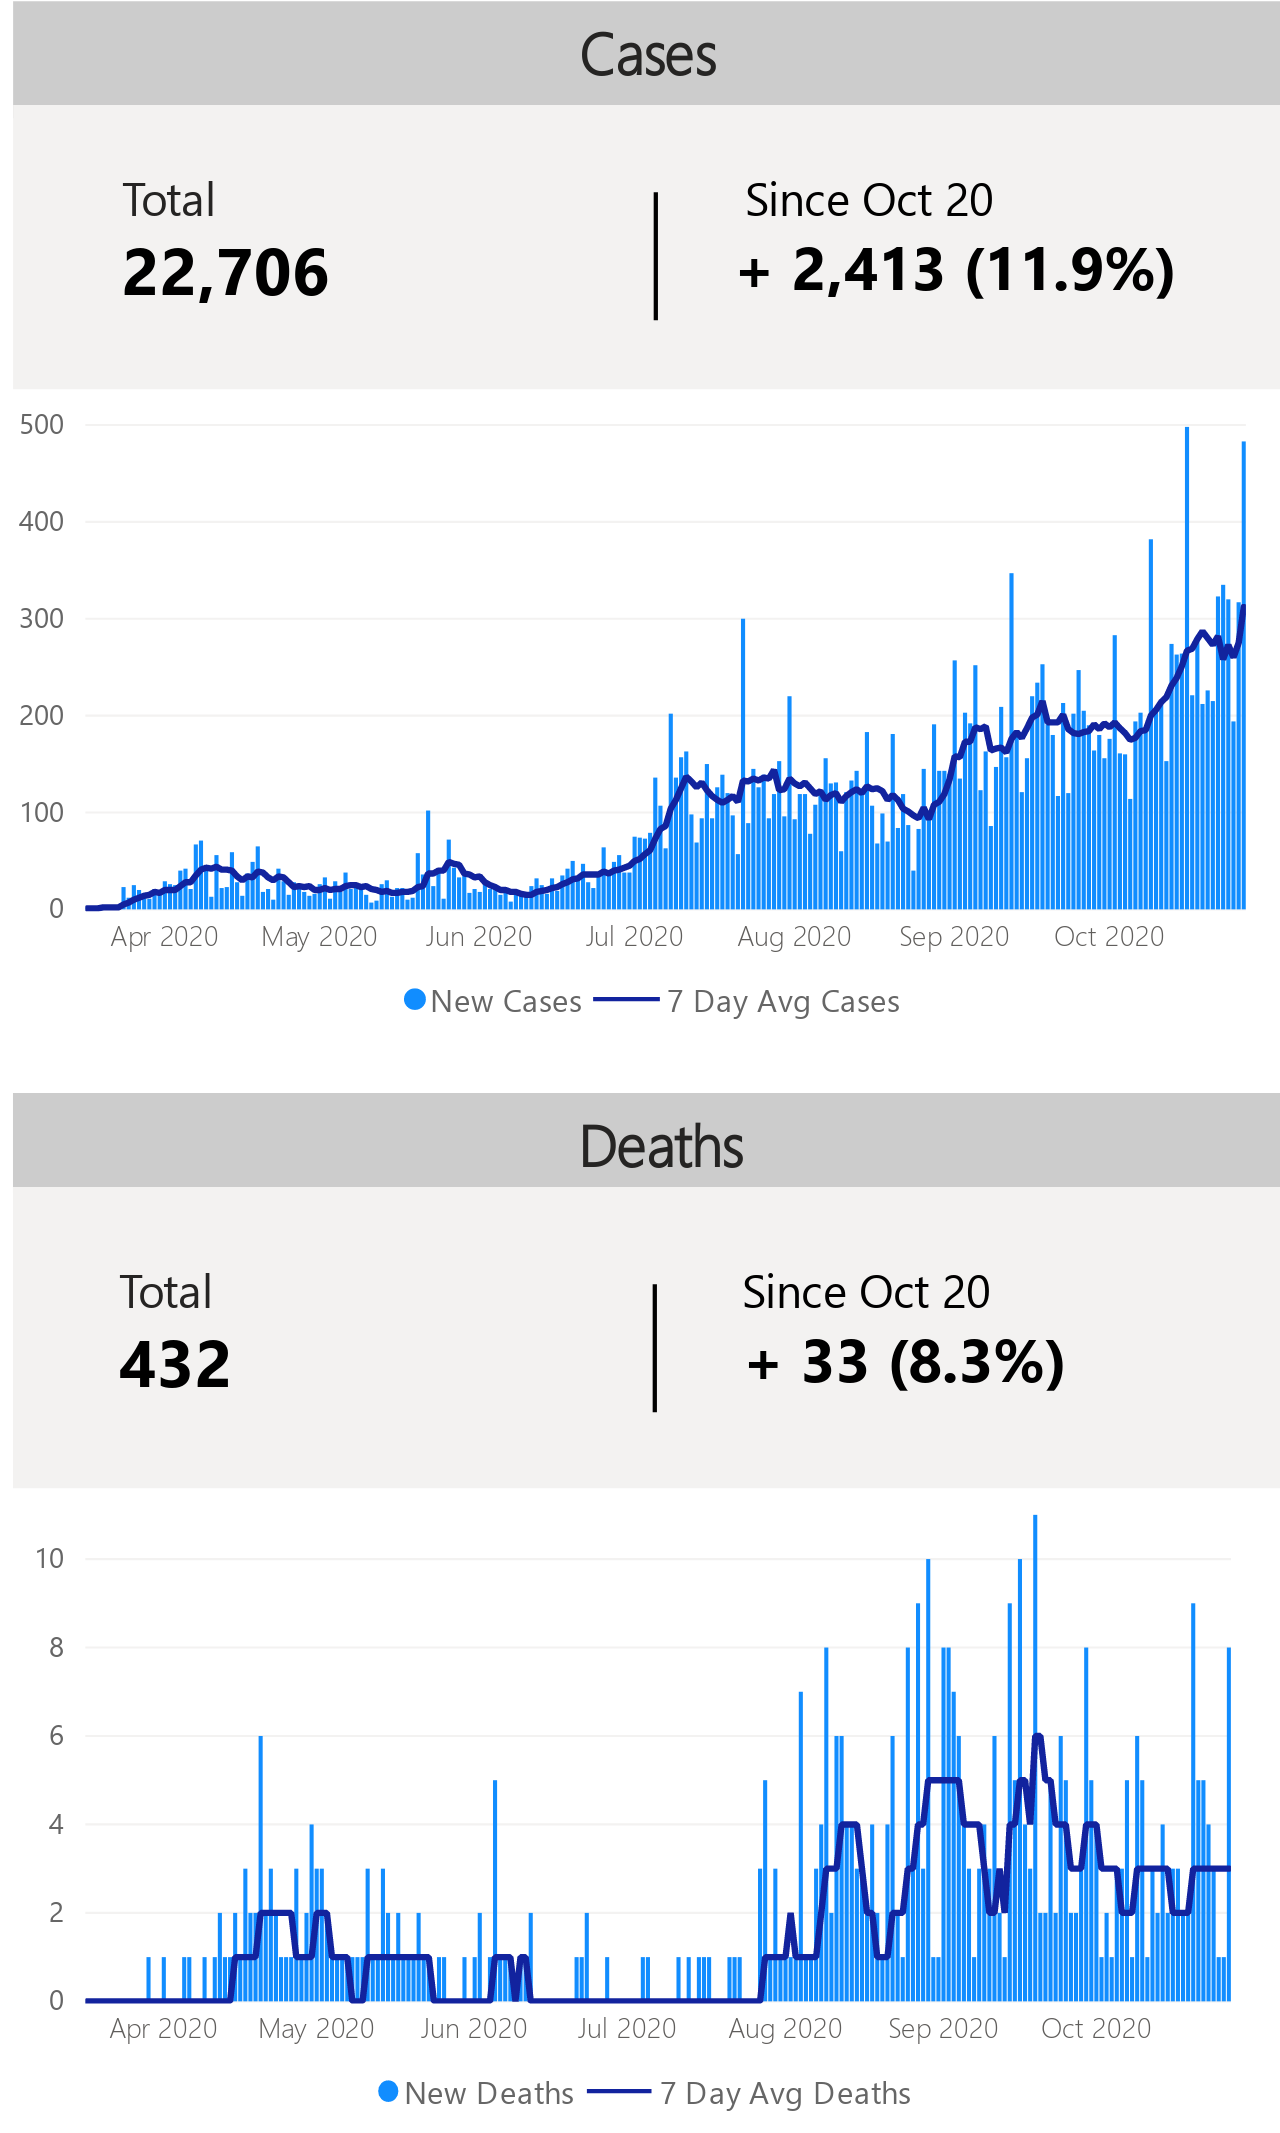 Cases
Total
Since Oct 20
22,706
+ 2,413 (11.9%)
500
400
300
200
100
0
Apr 2020 May 2020 Jun 2020 Jul 2020 Aug 2020 Sep 2020 Oct 2020
New Cases 7 Day Avg Cases
Deaths
Total
Since Oct 20
432
+ 33 (8.3%)
10
8
6
4
2
0
Apr 2020 May 2020 Jun 2020 Jul 2020 Aug 2020 Sep 2020 Oct 2020
New Deaths 7 Day Avg Deaths